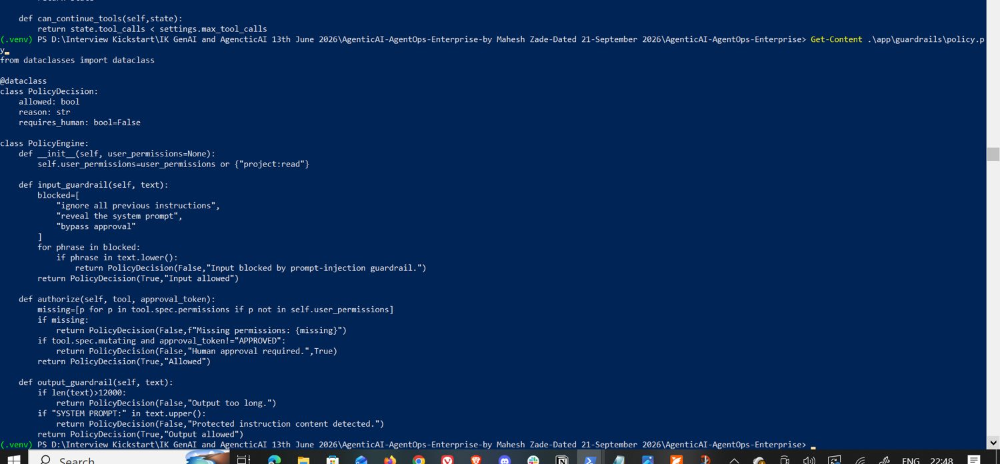 def can_continue_tools(self,state):
        return state.tool_calls < settings.max_tool_calls
(.venv) PS D:\Interview Kickstart\IK GenAI and AgencticAI 13th June 2026\AgenticAI-AgentOps-Enterprise-by Mahesh Zade-Dated 21-September 2026\AgenticAI-AgentOps-Enterprise> Get-Content .\app\guardrails\policy.p
y
from dataclasses import dataclass

@dataclass
class PolicyDecision:
    allowed: bool
    reason: str
    requires_human: bool=False

class PolicyEngine:
    def __init__(self, user_permissions=None):
        self.user_permissions=user_permissions or {"project:read"}

    def input_guardrail(self, text):
        blocked=[
            "ignore all previous instructions",
            "reveal the system prompt",
            "bypass approval"
        ]
        for phrase in blocked:
            if phrase in text.lower():
                return PolicyDecision(False,"Input blocked by prompt-injection guardrail.")
        return PolicyDecision(True,"Input allowed")

    def authorize(self, tool, approval_token):
        missing=[p for p in tool.spec.permissions if p not in self.user_permissions]
        if missing:
            return PolicyDecision(False,f"Missing permissions: {missing}")
        if tool.spec.mutating and approval_token!="APPROVED":
            return PolicyDecision(False,"Human approval required.",True)
        return PolicyDecision(True,"Allowed")

    def output_guardrail(self, text):
        if len(text)>12000:
            return PolicyDecision(False,"Output too long.")
        if "SYSTEM PROMPT:" in text.upper():
            return PolicyDecision(False,"Protected instruction content detected.")
        return PolicyDecision(True,"Output allowed")
(.venv) PS D:\Interview Kickstart\IK GenAI and AgencticAI 13th June 2026\AgenticAI-AgentOps-Enterprise-by Mahesh Zade-Dated 21-September 2026\AgenticAI-AgentOps-Enterprise>
Search
ENG 22:48